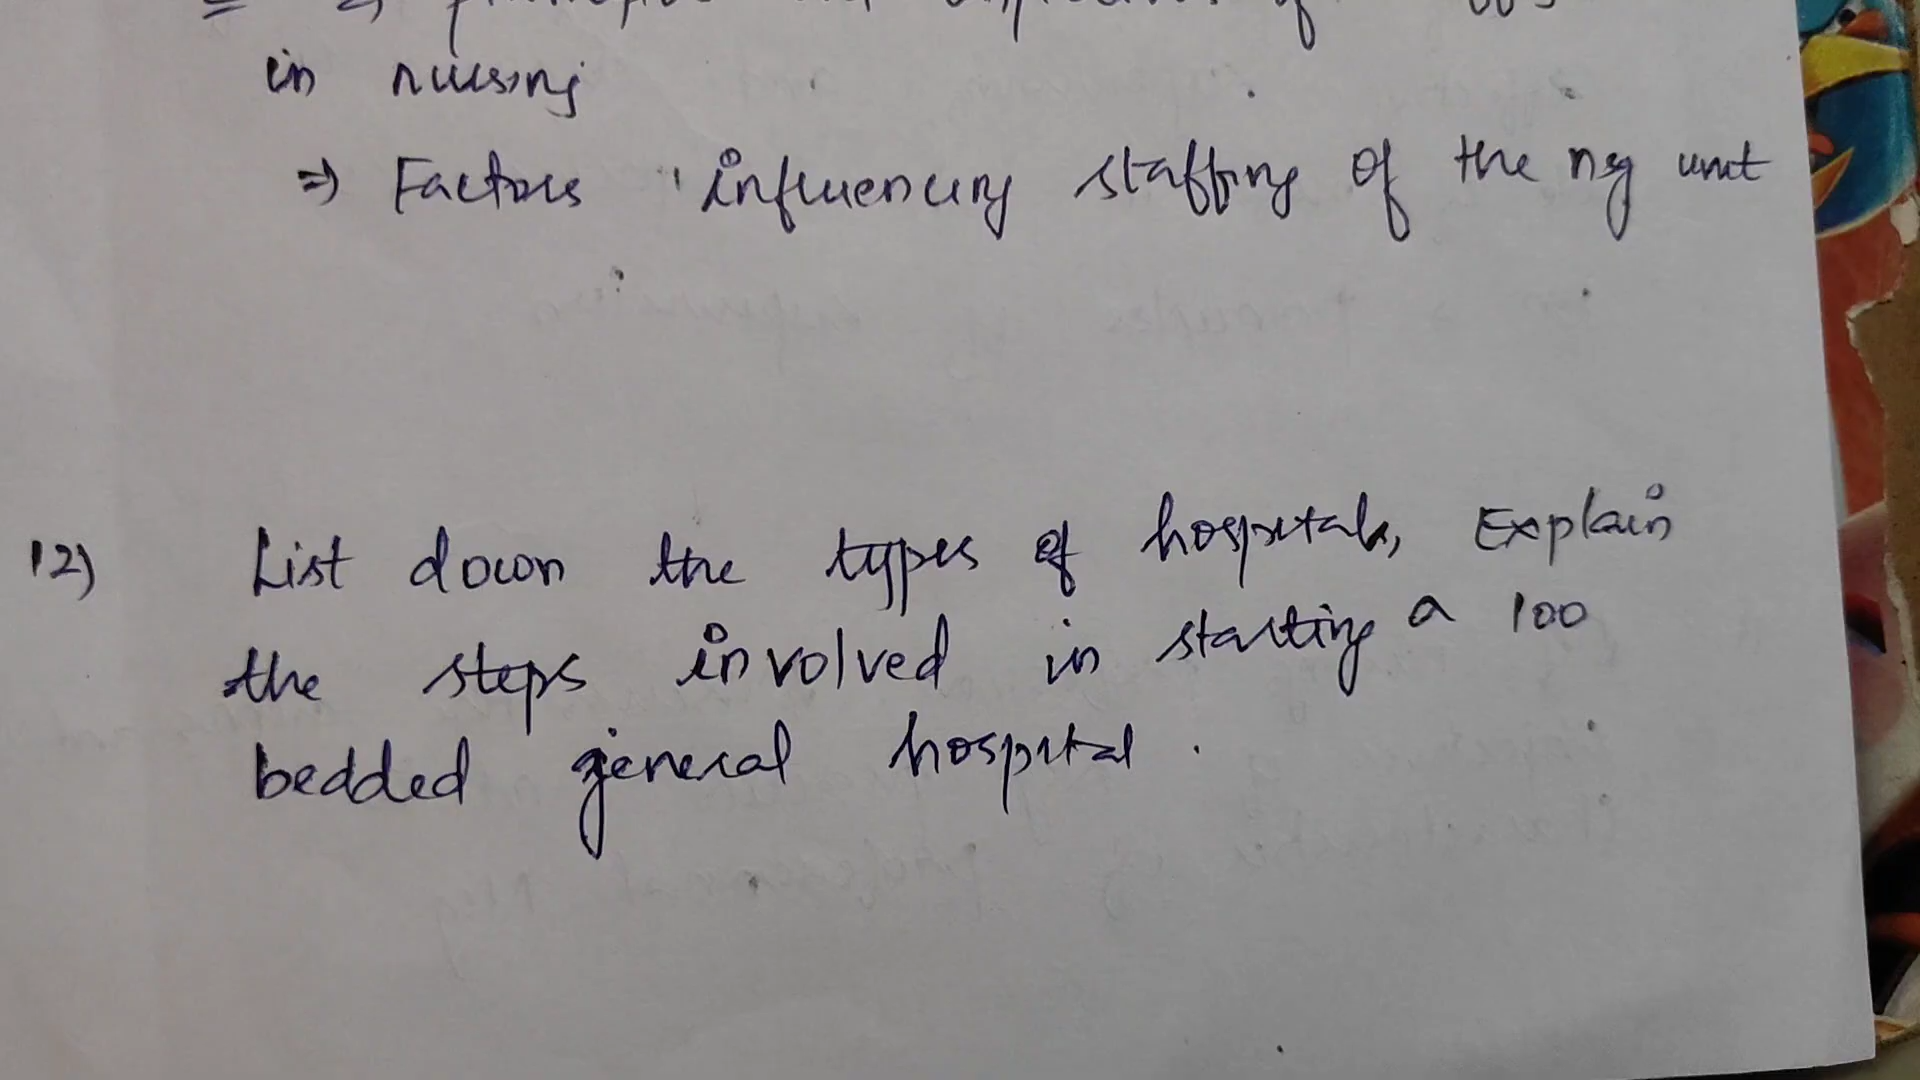 in nursing
=> Factors influencing staffing of the nsg unit
12) List down the types of hospitals, Explain
the steps involved in starting a 100
bedded general hospital.